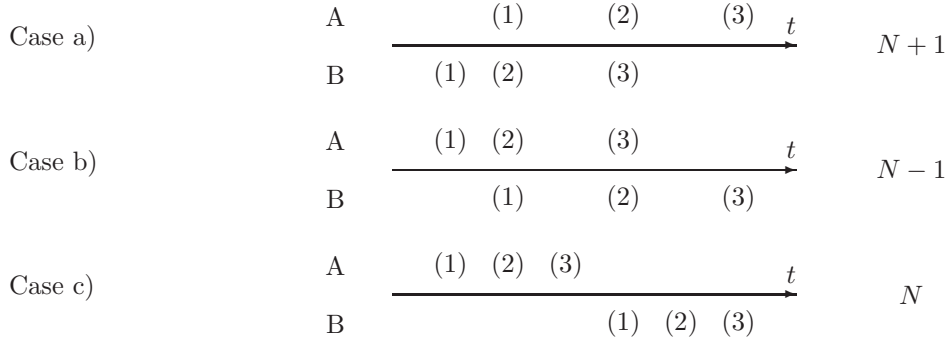 A (1) (2) (3)
Case a) t N + 1
B (1) (2) (3)
A (1) (2) (3)
Case b) t N − 1
B (1) (2) (3)
A (1) (2) (3)
Case c) t N
B (1) (2) (3)